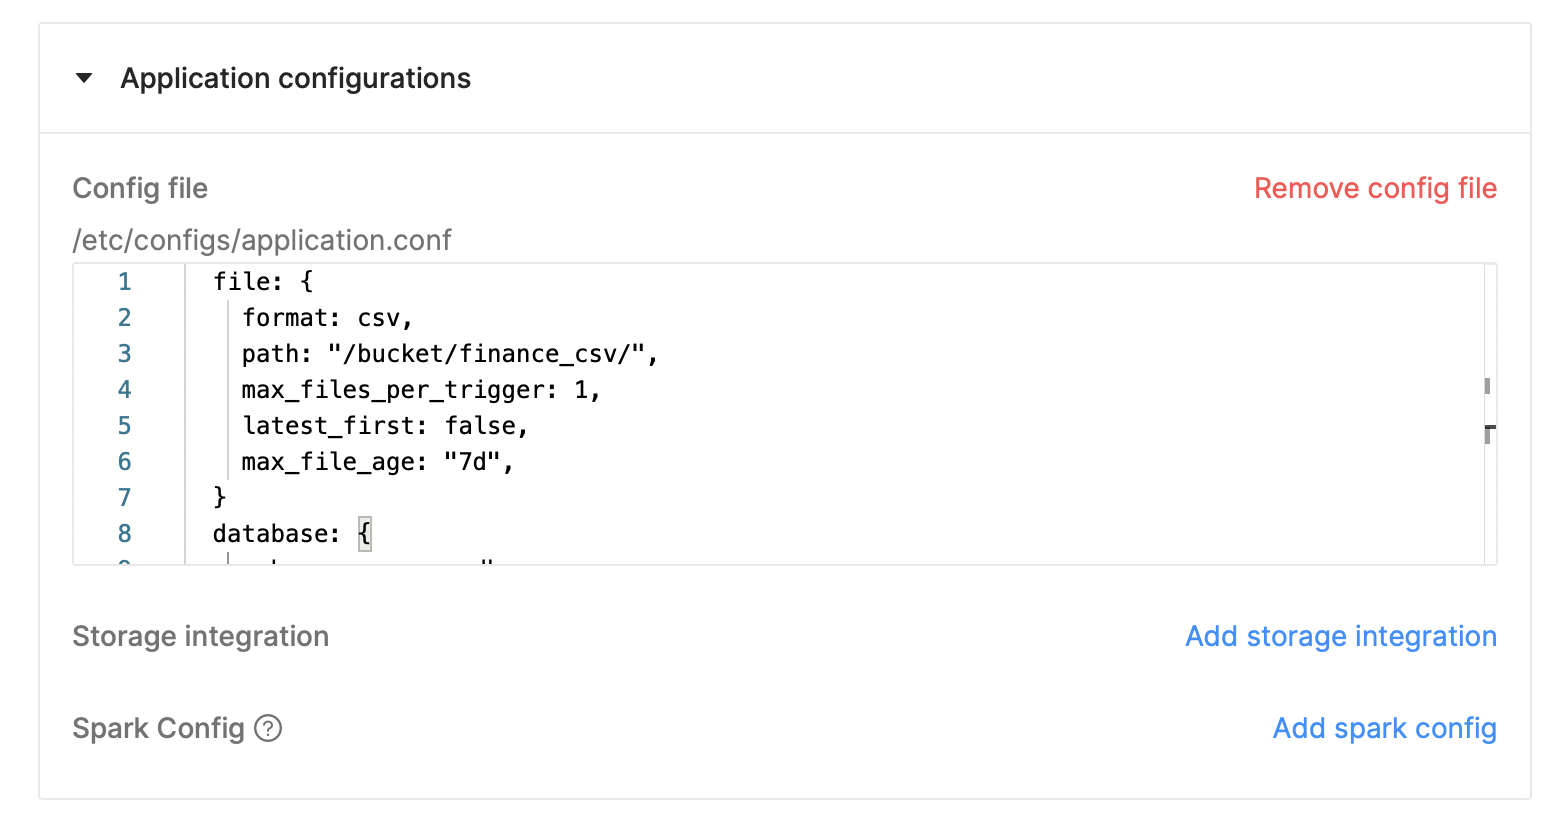 Application configurations
Config file
Remove config file
/etc/configs/application.conf
1 file: {
2 format: csv,
3 path: "/bucket/finance_csv/",
4 max_files_per_trigger: 1,
5 latest_first: false,
6 max_file_age: "7d",
7 }
8 database: {
Storage integration
Add storage integration
Spark Config ?
Add spark config